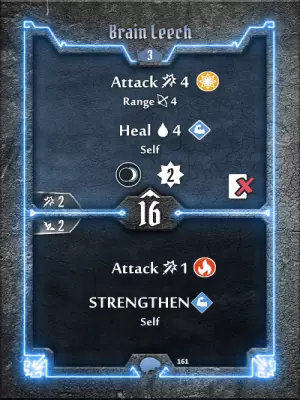 Brain Leech
3
Attack 4
Range 4
Heal 4
Self
2
2
16
2
Attack 1
STRENGTHEN
Self
161